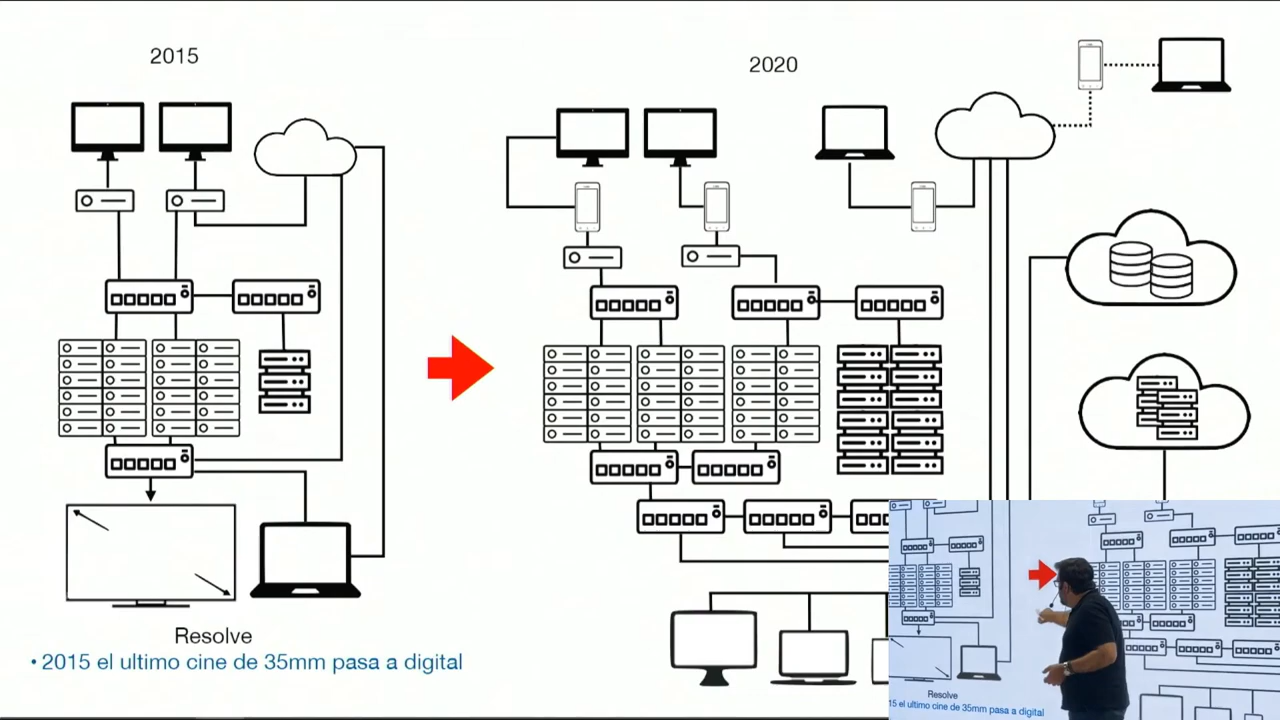 2015
2020
Resolve
• 2015 el ultimo cine de 35mm pasa a digital
Resolve
15 el ultimo cine de 35mm pasa a digital